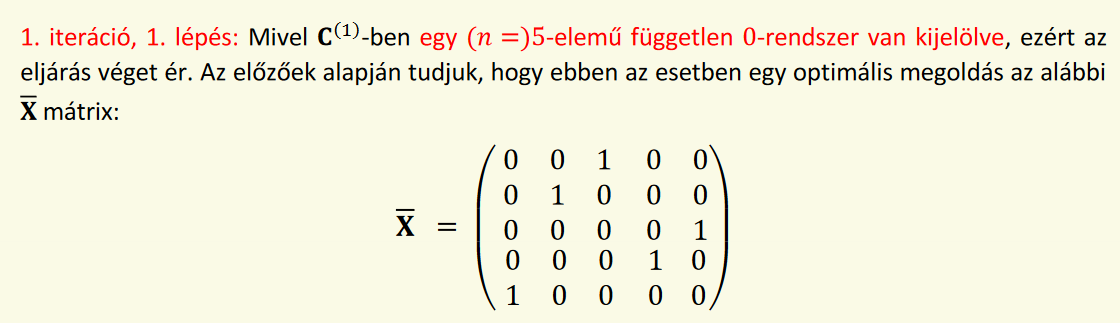 1. iteráció, 1. lépés: Mivel C⁽¹⁾-ben egy (n =)5-elemű független 0-rendszer van kijelölve, ezért az
eljárás véget ér. Az előzőek alapján tudjuk, hogy ebben az esetben egy optimális megoldás az alábbi
X̅ mátrix:
0 0 1 0 0
0 1 0 0 0
X̅ = 0 0 0 0 1
0 0 0 1 0
1 0 0 0 0